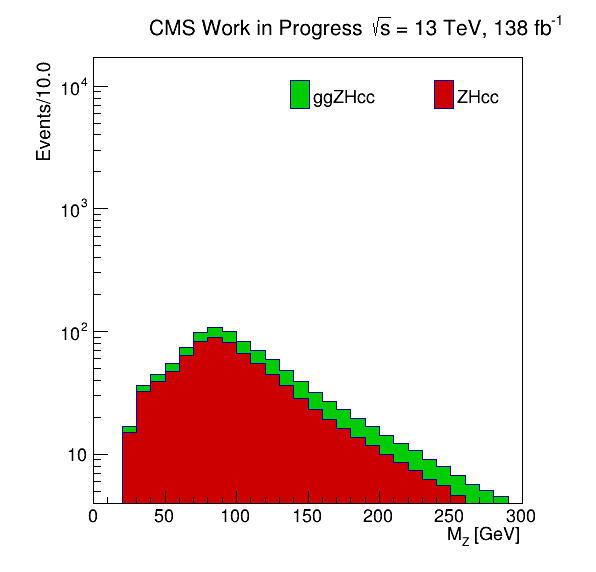 CMS Work in Progress √s = 13 TeV, 138 fb⁻¹
Events/10.0
ggZHcc ZHcc
10⁴
10³
10²
10
0 50 100 150 200 250 300
M_Z [GeV]